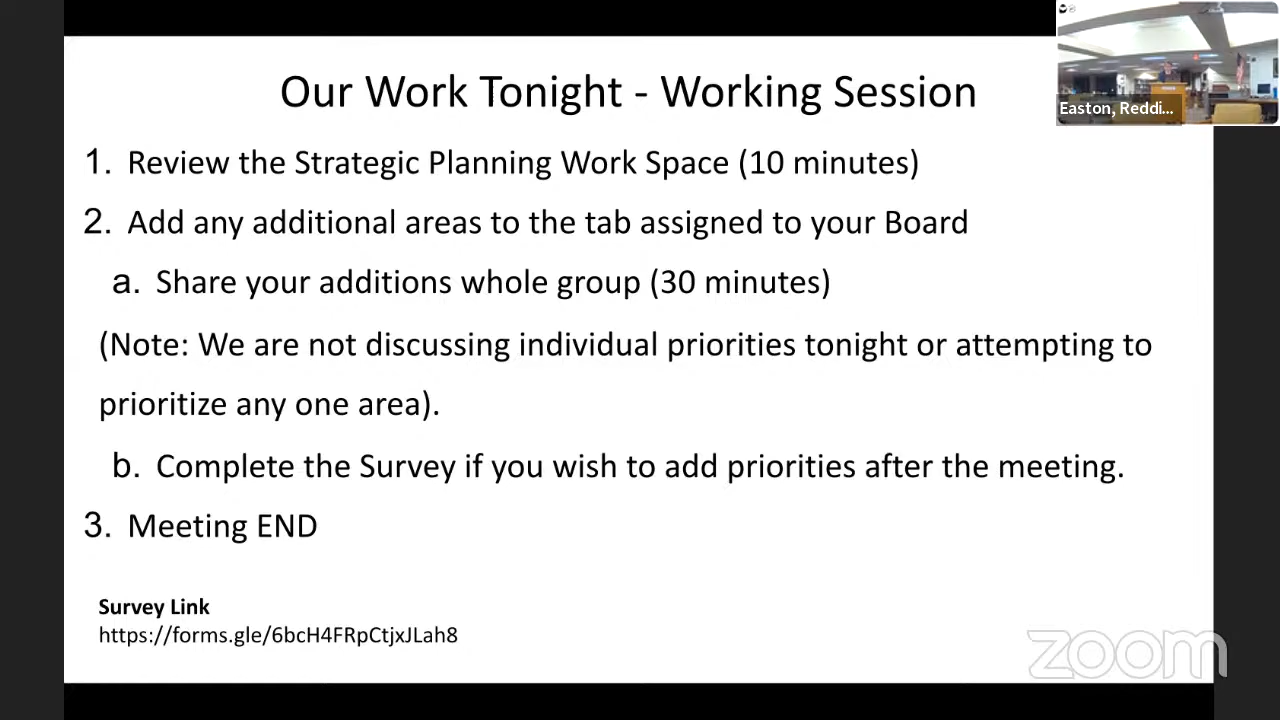 Our Work Tonight - Working Session
Easton, Reddi...
1. Review the Strategic Planning Work Space (10 minutes)
2. Add any additional areas to the tab assigned to your Board
a. Share your additions whole group (30 minutes)
(Note: We are not discussing individual priorities tonight or attempting to
prioritize any one area).
b. Complete the Survey if you wish to add priorities after the meeting.
3. Meeting END
Survey Link
https://forms.gle/6bcH4FRpCtjxJLah8
zoom